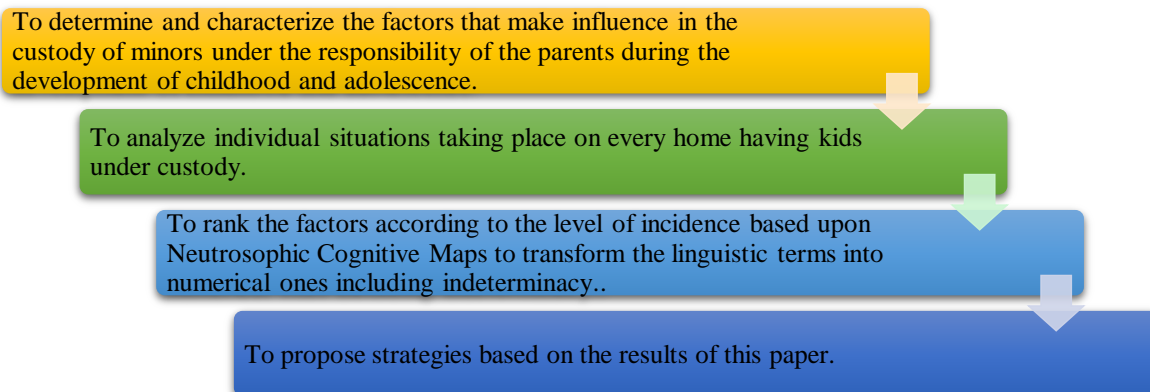 To determine and characterize the factors that make influence in the
custody of minors under the responsibility of the parents during the
development of childhood and adolescence.
To analyze individual situations taking place on every home having kids
under custody.
To rank the factors according to the level of incidence based upon
Neutrosophic Cognitive Maps to transform the linguistic terms into
numerical ones including indeterminacy..
To propose strategies based on the results of this paper.